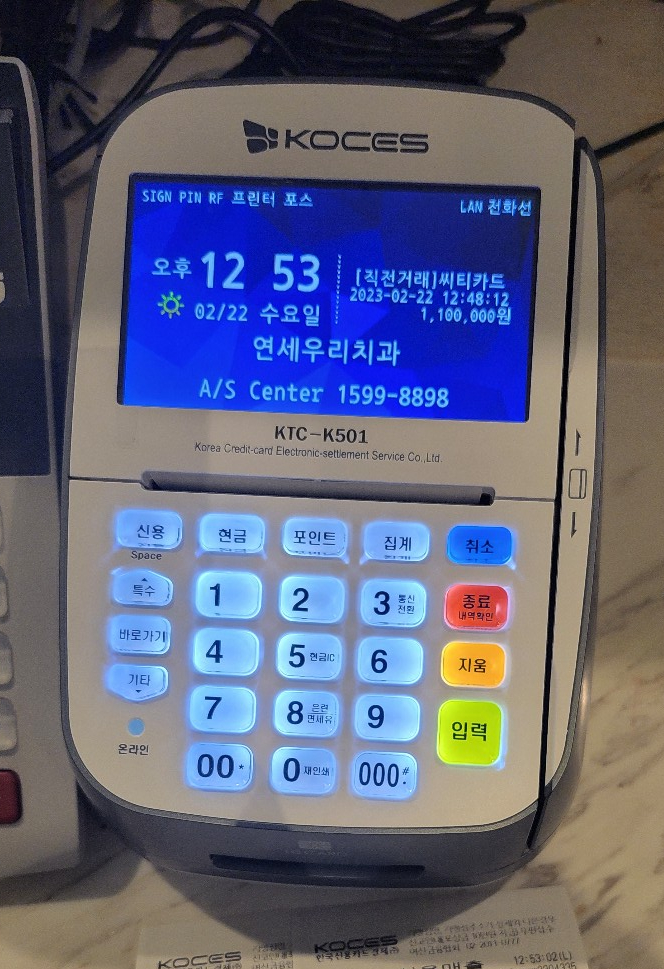 KOCES
SIGN PIN RF 프린터 포스
LAN 전화선
오후 12 53
02/22 수요일
[직전거래]씨티카드
2023-02-22 12:48:12
1,100,000원
연세우리치과
A/S Center 1599-8898
KTC-K501
Korea Credit-card Electronic-settlement Service Co.,Ltd.
신용 현금 포인트 집계 취소
Space
특수 1 2 3 통신전환 종료 내역확인
바로가기 4 5 현금IC 6 지움
기타 7 8 은련 면세유 9 입력
온라인 00* 0 재인쇄 000.#
KOCES KOCES
12:53:02(L)